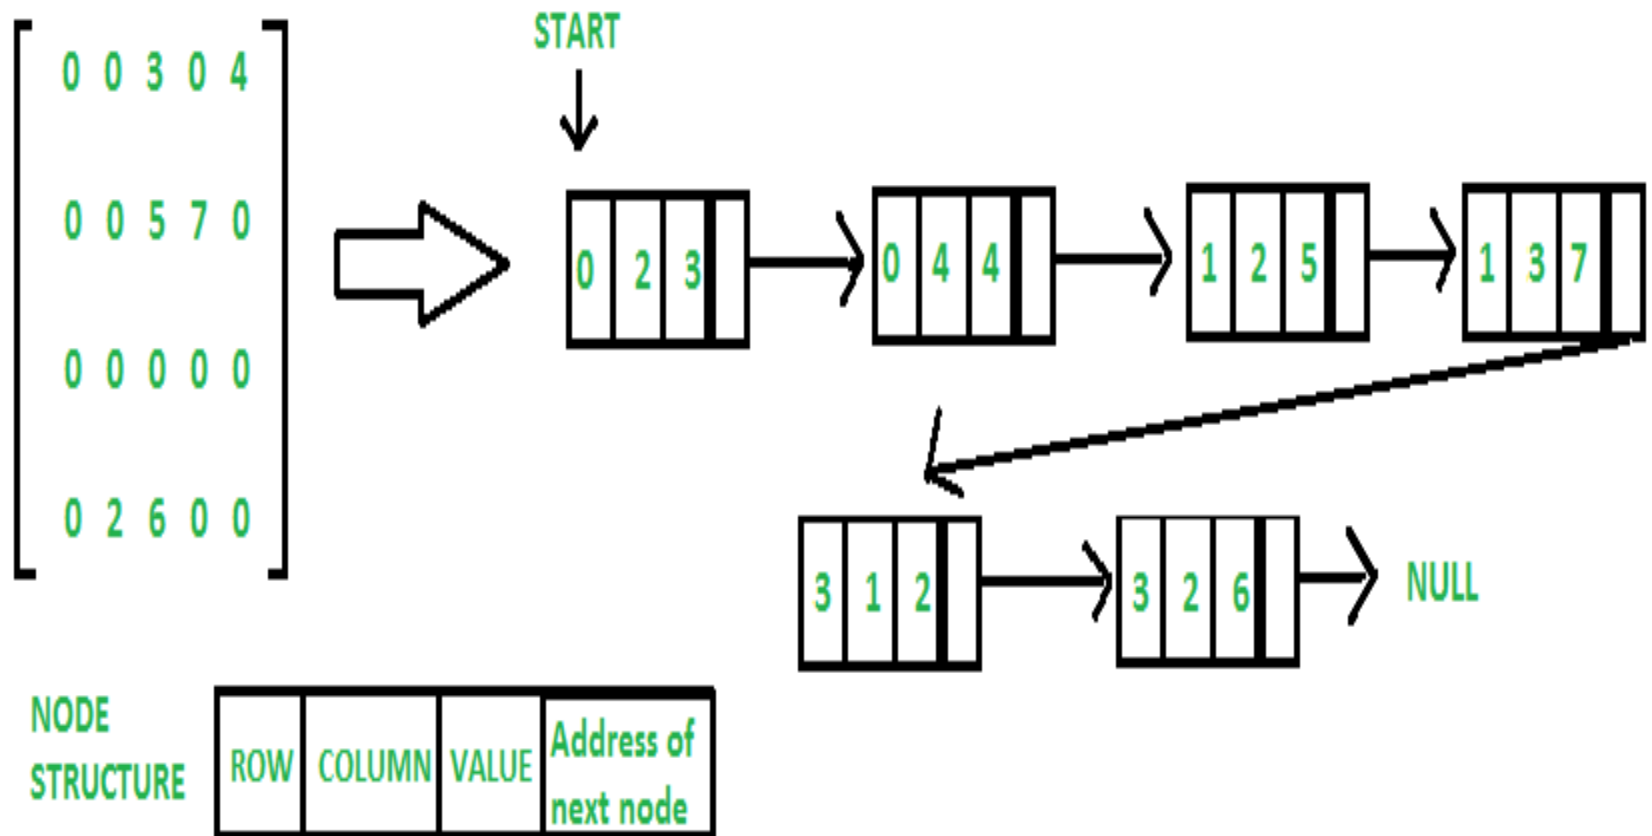 START
0 0 3 0 4
0 0 5 7 0
0 0 0 0 0
0 2 6 0 0
0 2 3
0 4 4
1 2 5
1 3 7
3 1 2
3 2 6
NULL
NODE
STRUCTURE
ROW
COLUMN
VALUE
Address of
next node